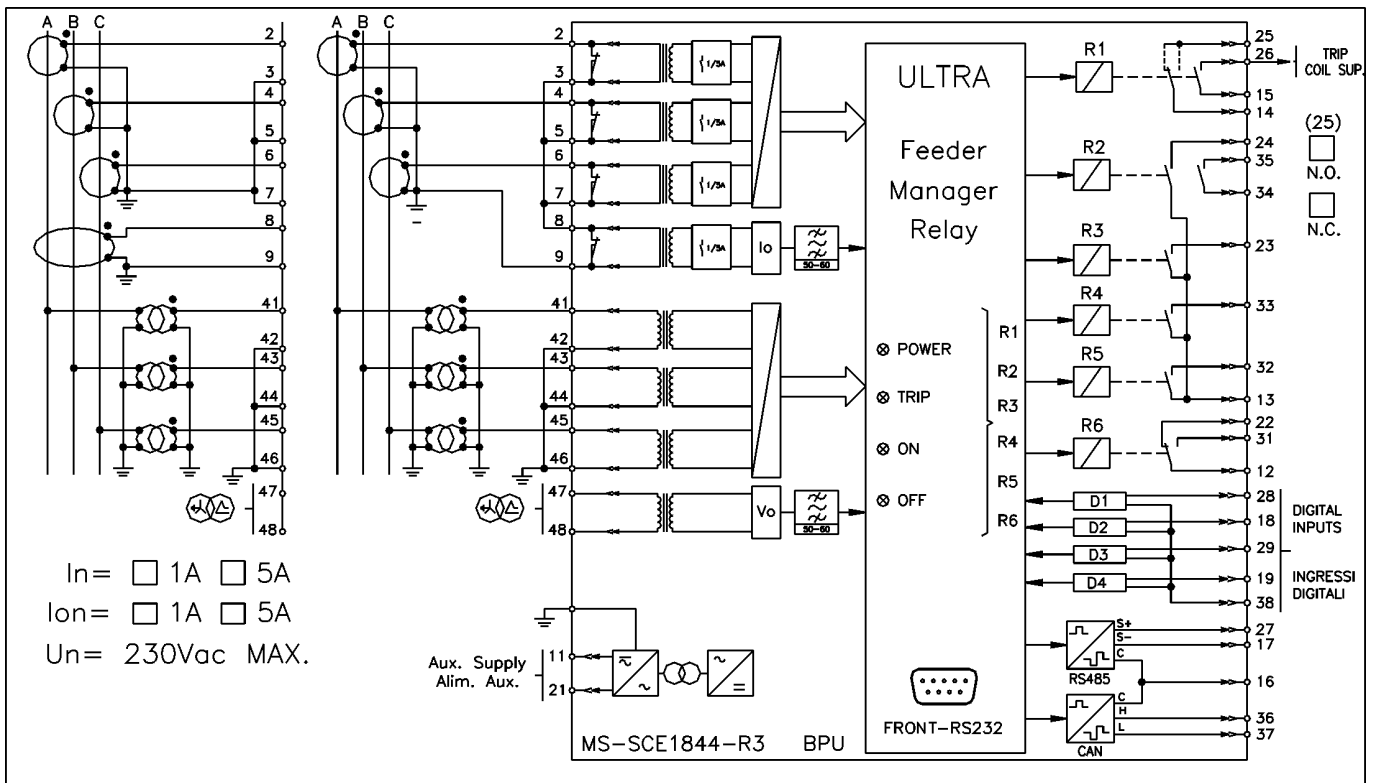 A B C
2
3
4
5
6
7
8
9
41
42
43
44
45
46
47
48
In= 1A 5A
Ion= 1A 5A
Un= 230Vac MAX.
A B C
2
3
4
5
6
7
8
9
41
42
43
44
45
46
47
48
Aux. Supply
Alim. Aux.
11
21
1/5A
1/5A
1/5A
1/5A
Io
50-60
Vo
50-60
MS-SCE1844-R3 BPU
ULTRA
Feeder
Manager
Relay
POWER
TRIP
ON
OFF
R1
R2
R3
R4
R5
R6
FRONT-RS232
R1
R2
R3
R4
R5
R6
D1
D2
D3
D4
S+
S-
C
RS485
C
H
L
CAN
25
26
15
14
24
35
34
23
33
32
13
22
31
12
28
18
29
19
38
27
17
16
36
37
TRIP
COIL SUP.
(25)
N.O.
N.C.
DIGITAL
INPUTS
INGRESSI
DIGITALI